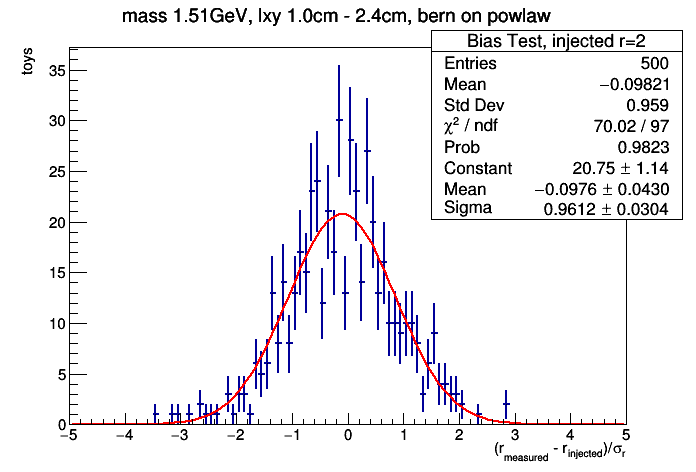 mass 1.51GeV, lxy 1.0cm - 2.4cm, bern on powlaw
toys
Bias Test, injected r=2
Entries 500
Mean −0.09821
Std Dev 0.959
χ² / ndf 70.02 / 97
Prob 0.9823
Constant 20.75 ± 1.14
Mean −0.0976 ± 0.0430
Sigma 0.9612 ± 0.0304
35
30
25
20
15
10
5
0
−5 −4 −3 −2 −1 0 1 2 3 4 5
(r_measured - r_injected)/σ_r